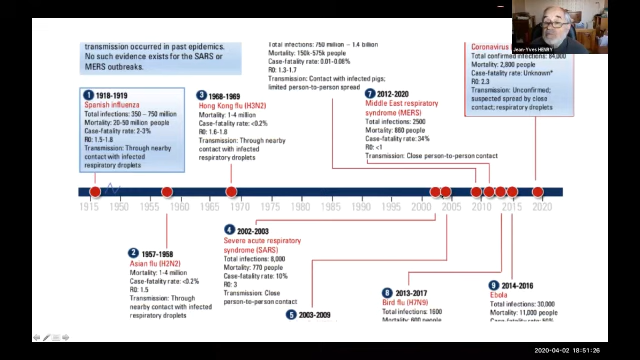 transmission occurred in past epidemics.
No such evidence exists for the SARS or
MERS outbreaks.
Total infections: 750 million – 1.4 billion
Mortality: 150k-575k people
Case-fatality rate: 0.01-0.08%
R0: 1.3-1.7
Transmission: Contact with infected pigs;
limited person-to-person spread
Jean-Yves HENRY
Coronavirus
Total confirmed infections: 84,000
Mortality: 2,800 people
Case-fatality rate: Unknown*
R0: 2.3
Transmission: Unconfirmed;
suspected spread by close
contact; respiratory droplets
1 1918-1919
Spanish influenza
Total infections: 350 – 750 million
Mortality: 20-50 million people
Case-fatality rate: 2-3%
R0: 1.5-1.8
Transmission: Through nearby
contact with infected
respiratory droplets
3 1968-1969
Hong Kong flu (H3N2)
Mortality: 1-4 million
Case-fatality rate: <0.2%
R0: 1.6-1.8
Transmission: Through nearby
contact with infected
respiratory droplets
7 2012-2020
Middle East respiratory
syndrome (MERS)
Total infections: 2500
Mortality: 860 people
Case-fatality rate: 34%
R0: <1
Transmission: Close person-to-person contact
1915 1950 1955 1960 1965 1970 1975 1980 1985 1990 1995 2000 2005 2010 2015 2020
2 1957-1958
Asian flu (H2N2)
Mortality: 1-4 million
Case-fatality rate: <0.2%
R0: 1.5
Transmission: Through
nearby contact with infected
respiratory droplets
4 2002-2003
Severe acute respiratory
syndrome (SARS)
Total infections: 8,000
Mortality: 770 people
Case-fatality rate: 10%
R0: 3
Transmission: Close
person-to-person contact
5 2003-2009
8 2013-2017
Bird flu (H7N9)
Total infections: 1600
Mortality: 600 people
9 2014-2016
Ebola
Total infections: 30,000
Mortality: 11,000 people
2020-04-02 18:51:26